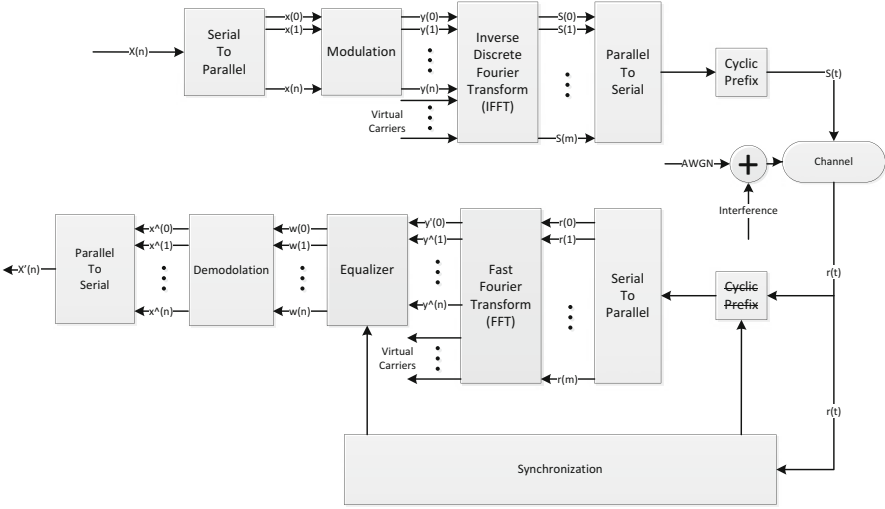 X(n)
Serial
To
Parallel
x(0)
x(1)
x(n)
Modulation
y(0)
y(1)
y(n)
Virtual
Carriers
Inverse
Discrete
Fourier
Transform
(IFFT)
S(0)
S(1)
S(m)
Parallel
To
Serial
Cyclic
Prefix
S(t)
AWGN
+
Channel
Interference
r(t)
X'(n)
Parallel
To
Serial
x^(0)
x^(1)
x^(n)
Demodolation
w(0)
w(1)
w(n)
Equalizer
y'(0)
y^(1)
y^(n)
Virtual
Carriers
Fast
Fourier
Transform
(FFT)
r(0)
r(1)
r(m)
Serial
To
Parallel
Cyclic
Prefix
r(t)
Synchronization